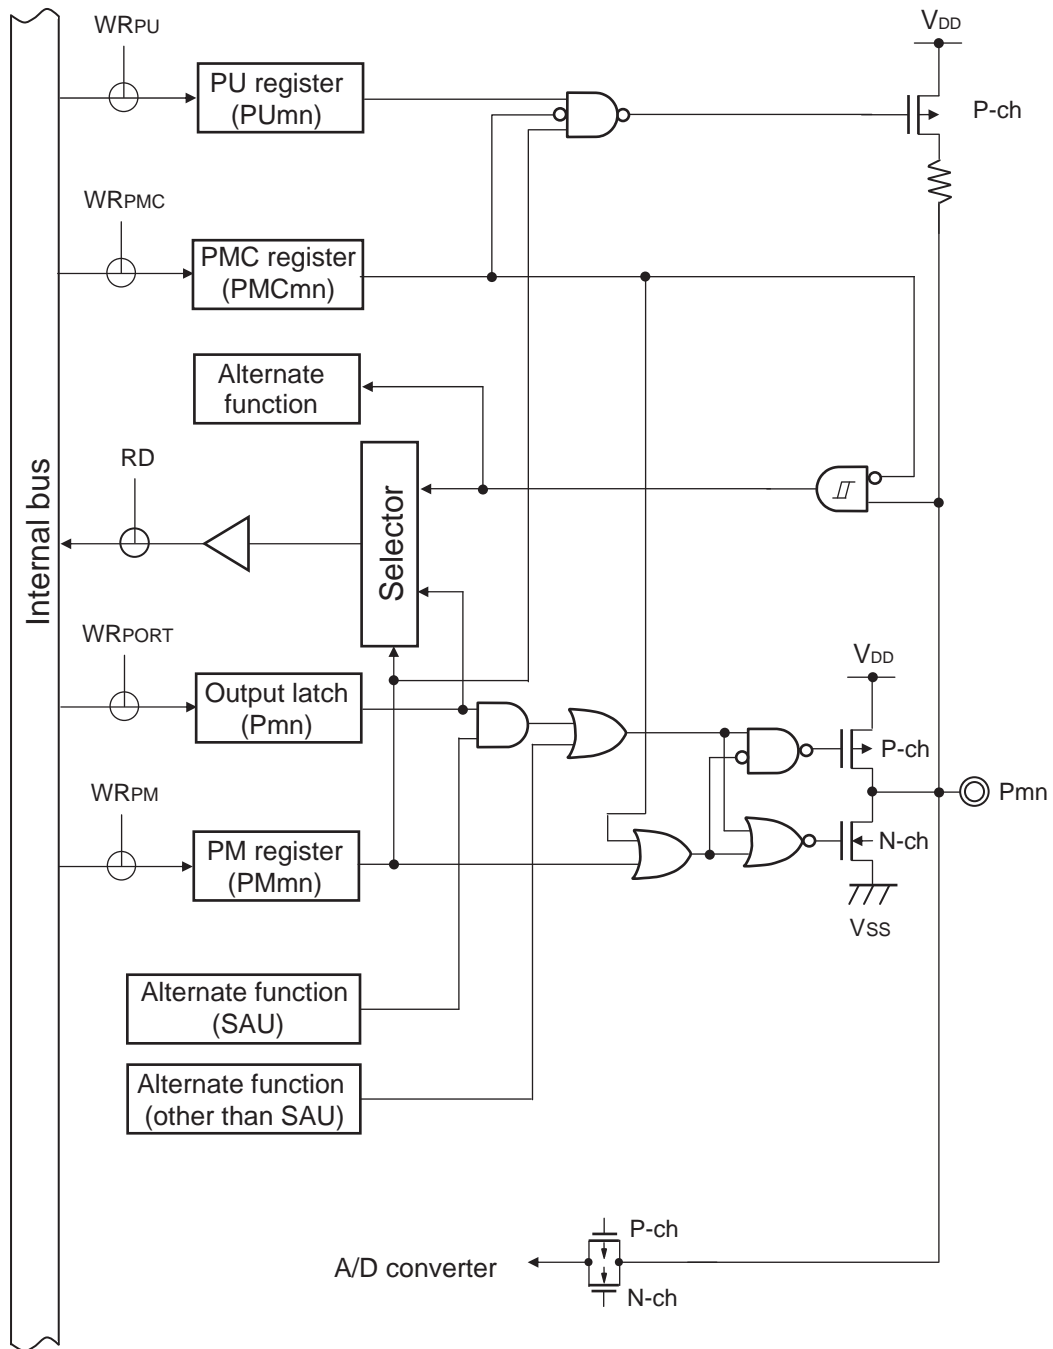 WRPU
VDD
PU register
(PUmn)
P-ch
WRPMC
PMC register
(PMCmn)
Alternate
function
RD
Selector
Internal bus
WRPORT
VDD
Output latch
(Pmn)
P-ch
Pmn
WRPM
PM register
(PMmn)
N-ch
VSS
Alternate function
(SAU)
Alternate function
(other than SAU)
P-ch
A/D converter
N-ch